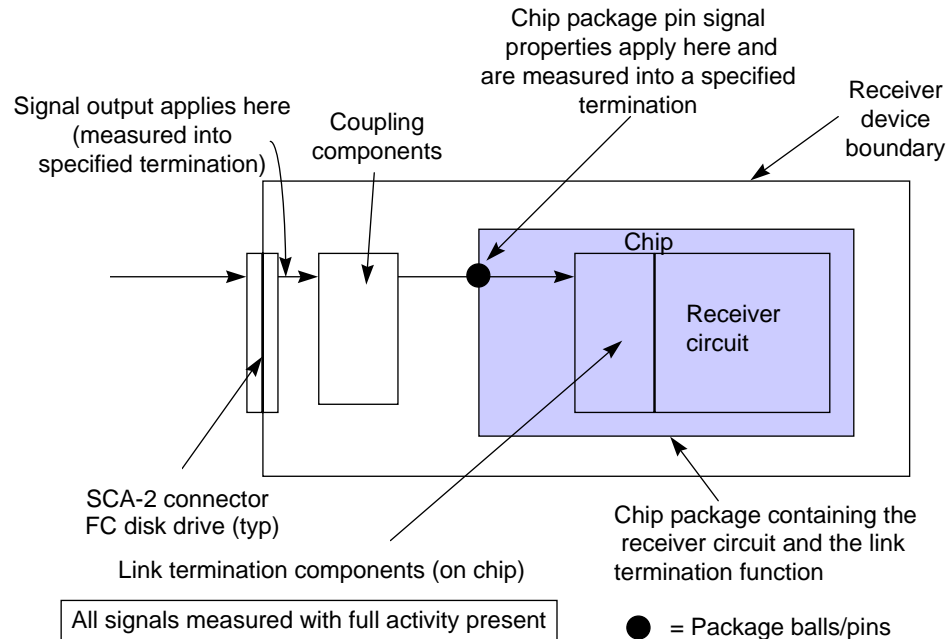 Chip package pin signal
properties apply here and
are measured into a specified
termination
Signal output applies here
(measured into
specified termination)
Coupling
components
Receiver
device
boundary
Chip
Receiver
circuit
SCA-2 connector
FC disk drive (typ)
Link termination components (on chip)
Chip package containing the
receiver circuit and the link
termination function
All signals measured with full activity present
= Package balls/pins